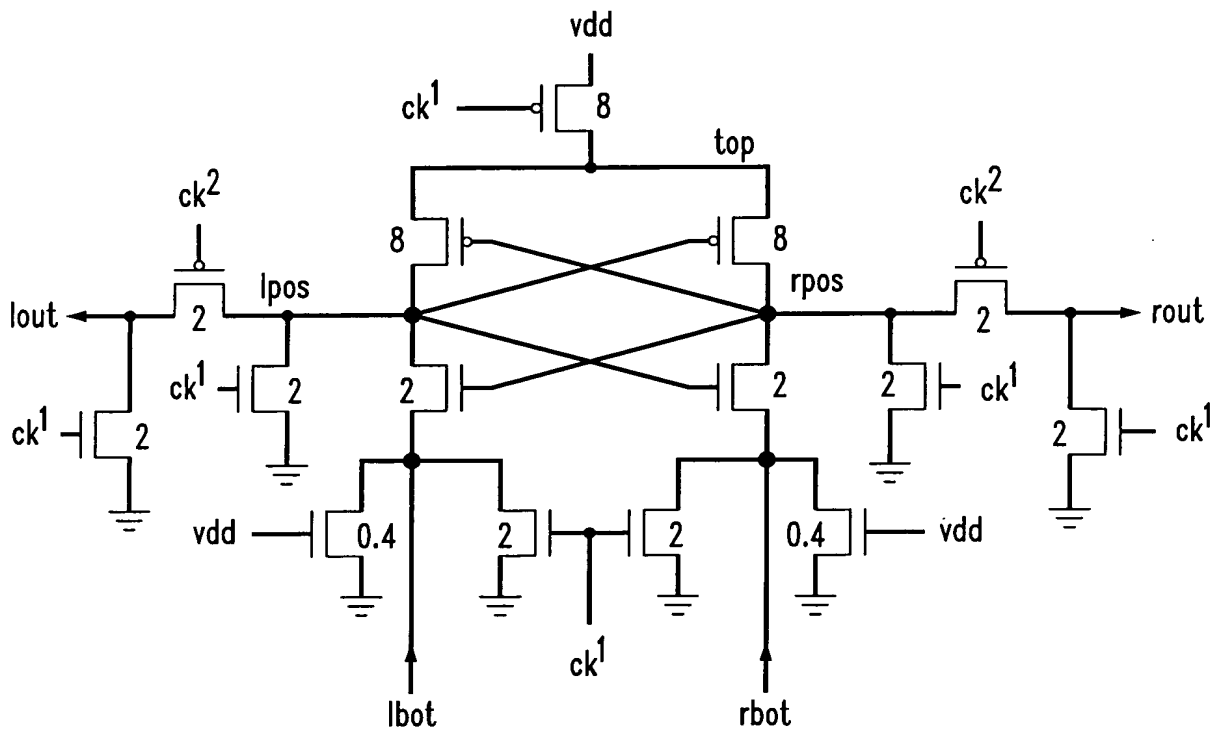 vdd
ck¹ 8
top
ck² ck²
8 8
lpos rpos
lout 2 2 rout
ck¹ 2 2 2 2 ck¹
ck¹ 2 2 ck¹
vdd 0.4 2 2 0.4 vdd
ck¹
lbot rbot